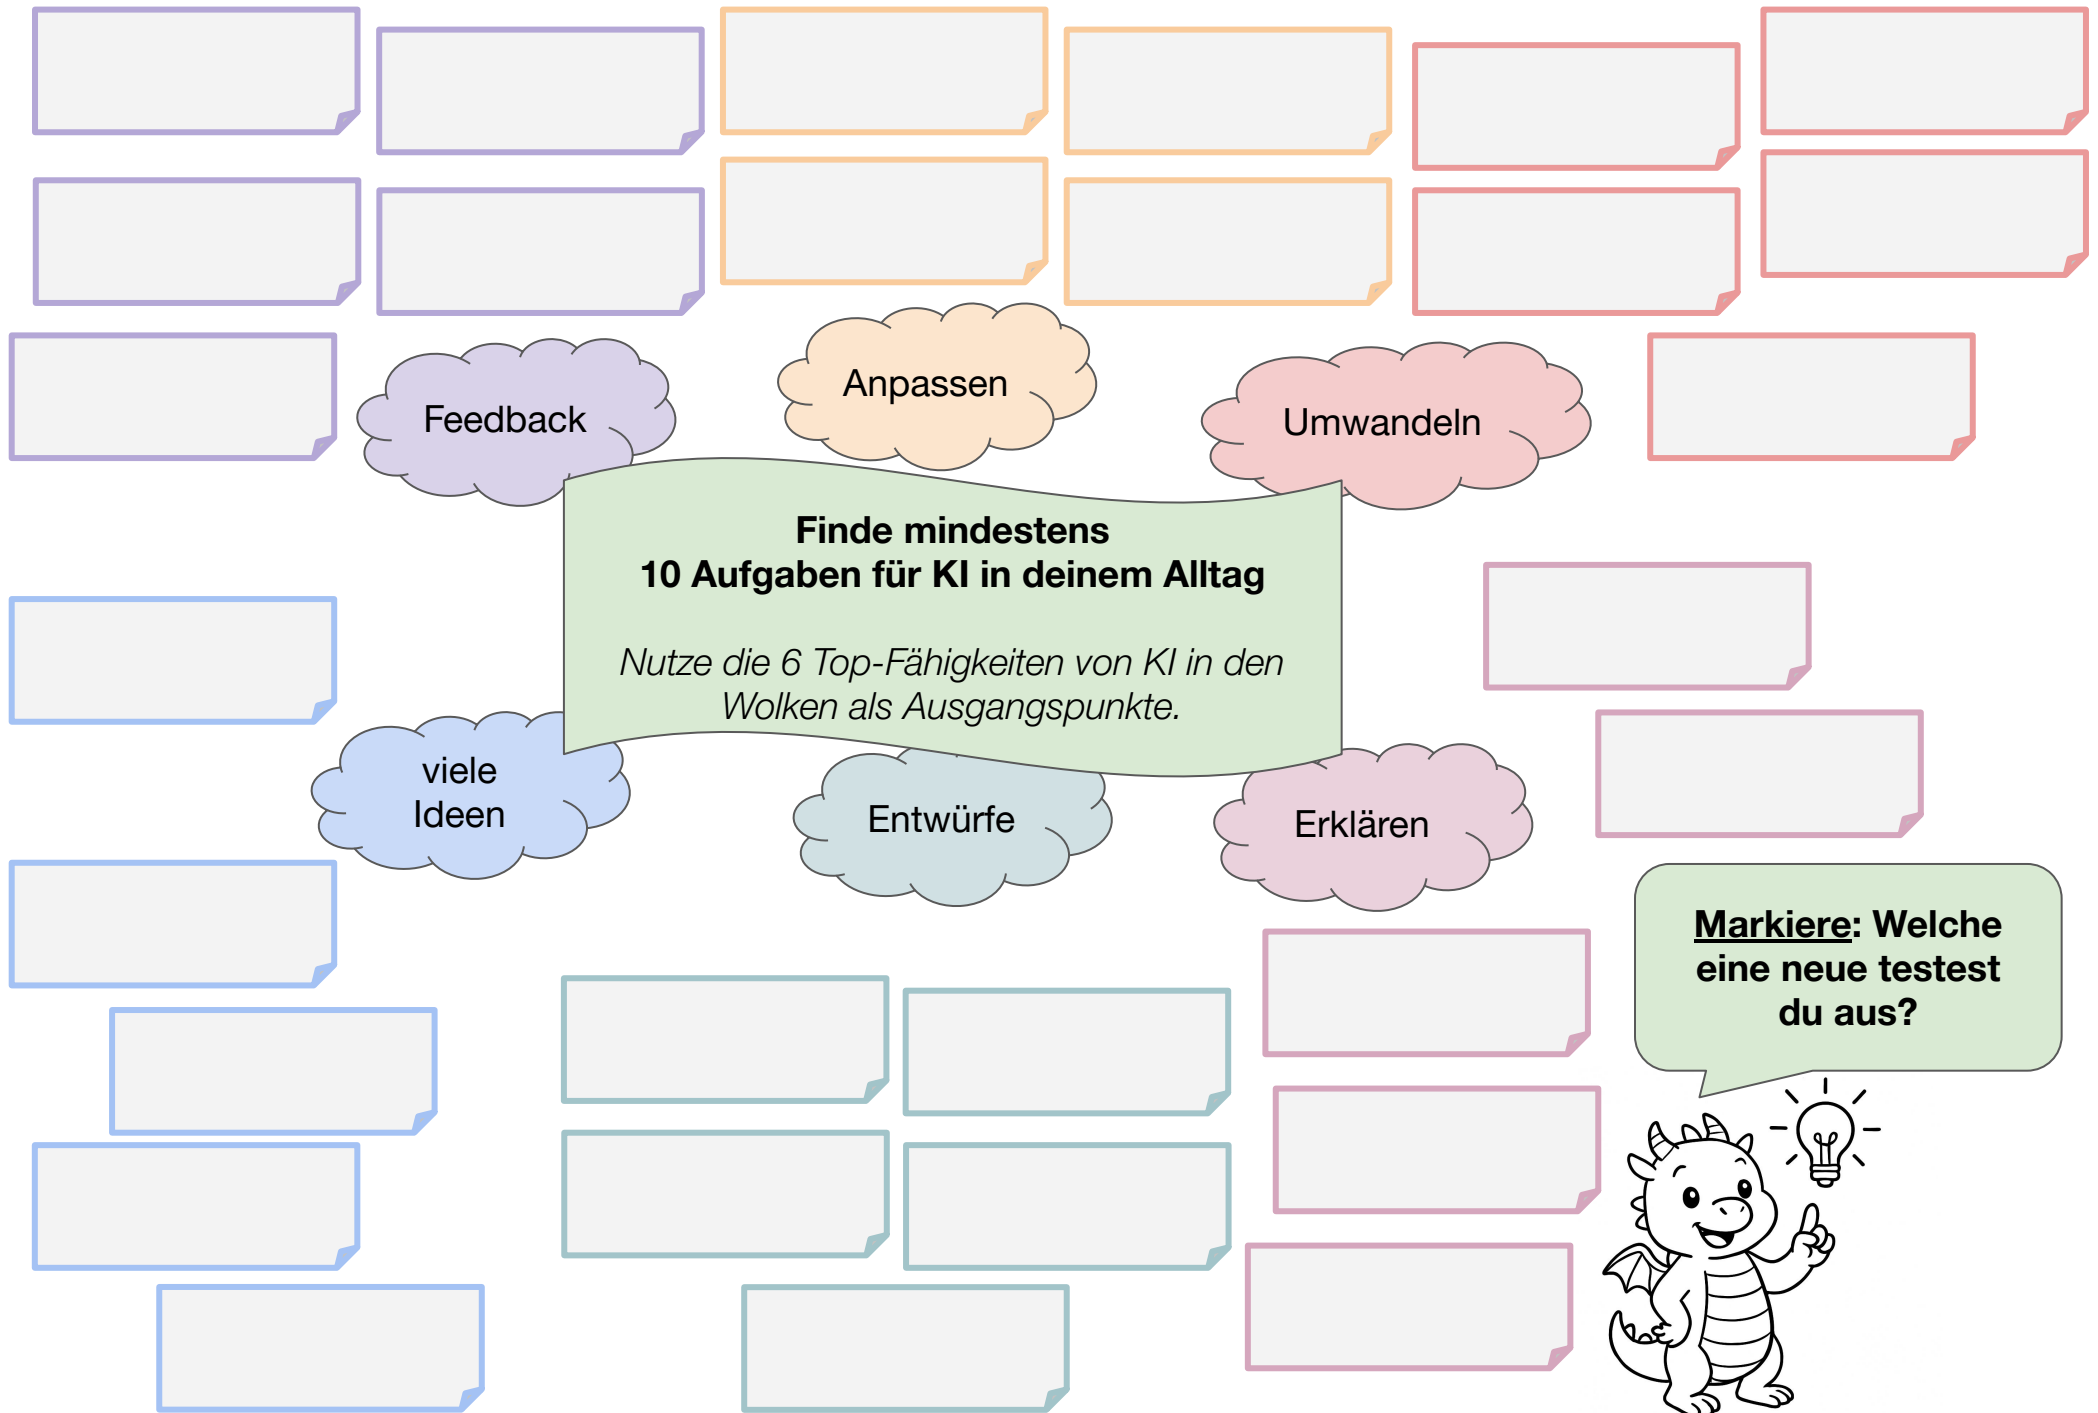 Feedback
Anpassen
Umwandeln
Finde mindestens
10 Aufgaben für KI in deinem Alltag
Nutze die 6 Top-Fähigkeiten von KI in den
Wolken als Ausgangspunkte.
viele
Ideen
Entwürfe
Erklären
Markiere: Welche
eine neue testest
du aus?